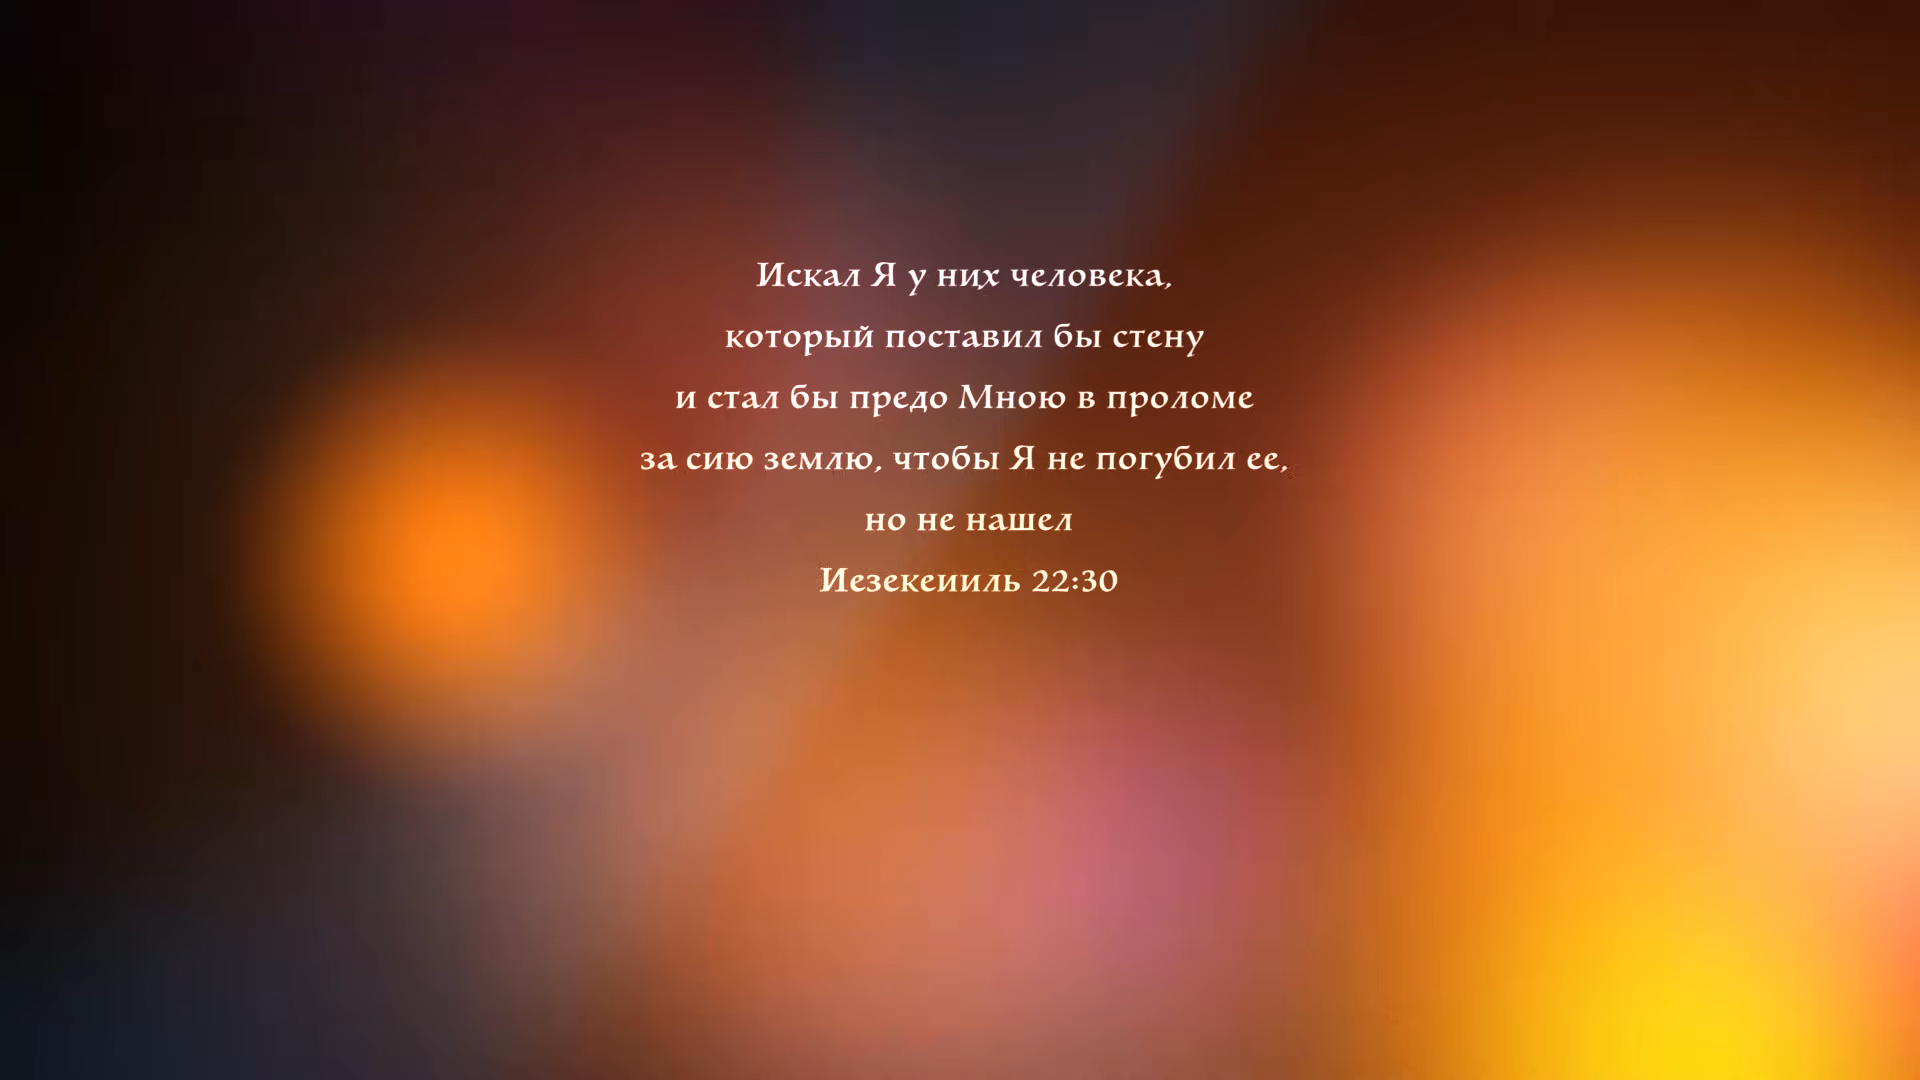 Искал Я у них человека,
который поставил бы стену
и стал бы предо Мною в проломе
за сию землю, чтобы Я не погубил ее,
но не нашел
Иезекеииль 22:30